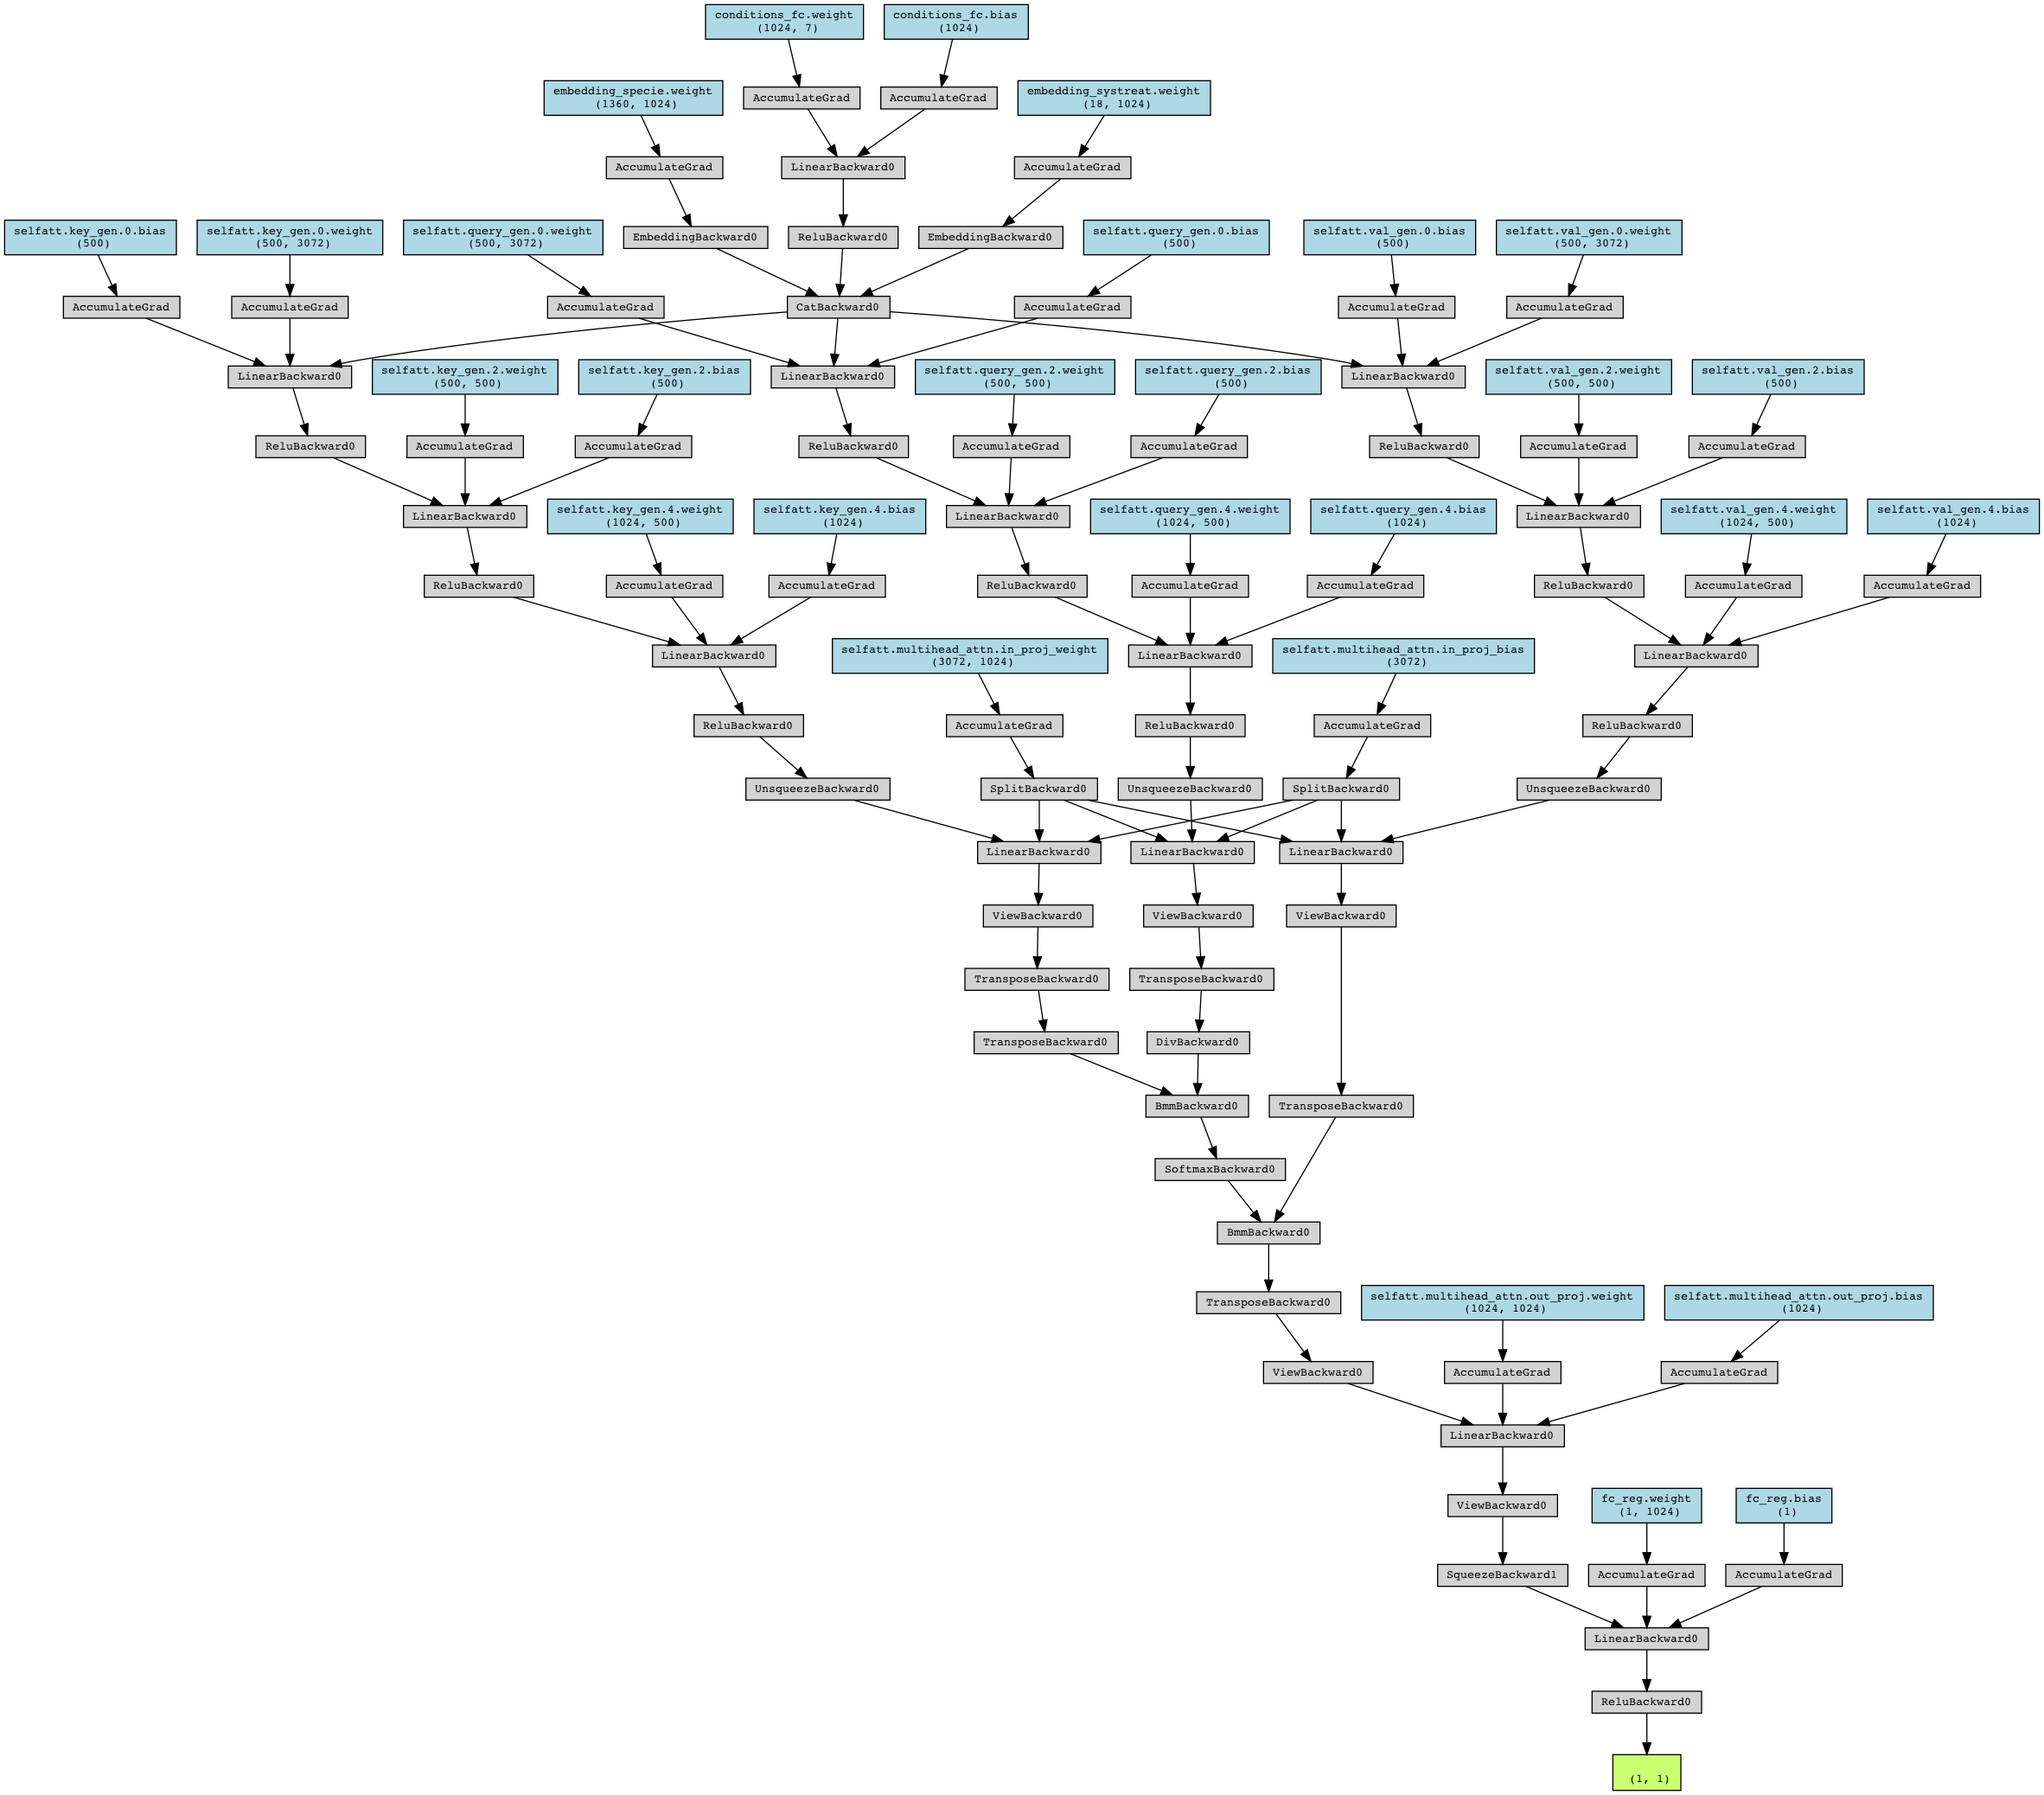 conditions_fc.weight
(1024, 7)
conditions_fc.bias
(1024)
embedding_specie.weight
(1360, 1024)
AccumulateGrad
AccumulateGrad
embedding_systreat.weight
(18, 1024)
AccumulateGrad
LinearBackward0
AccumulateGrad
selfatt.key_gen.0.bias
(500)
selfatt.key_gen.0.weight
(500, 3072)
selfatt.query_gen.0.weight
(500, 3072)
EmbeddingBackward0
ReluBackward0
EmbeddingBackward0
selfatt.query_gen.0.bias
(500)
selfatt.val_gen.0.bias
(500)
selfatt.val_gen.0.weight
(500, 3072)
AccumulateGrad
AccumulateGrad
AccumulateGrad
CatBackward0
AccumulateGrad
AccumulateGrad
AccumulateGrad
LinearBackward0
selfatt.key_gen.2.weight
(500, 500)
selfatt.key_gen.2.bias
(500)
LinearBackward0
selfatt.query_gen.2.weight
(500, 500)
selfatt.query_gen.2.bias
(500)
LinearBackward0
selfatt.val_gen.2.weight
(500, 500)
selfatt.val_gen.2.bias
(500)
ReluBackward0
AccumulateGrad
AccumulateGrad
ReluBackward0
AccumulateGrad
AccumulateGrad
ReluBackward0
AccumulateGrad
AccumulateGrad
LinearBackward0
selfatt.key_gen.4.weight
(1024, 500)
selfatt.key_gen.4.bias
(1024)
LinearBackward0
selfatt.query_gen.4.weight
(1024, 500)
selfatt.query_gen.4.bias
(1024)
LinearBackward0
selfatt.val_gen.4.weight
(1024, 500)
selfatt.val_gen.4.bias
(1024)
ReluBackward0
AccumulateGrad
AccumulateGrad
ReluBackward0
AccumulateGrad
AccumulateGrad
ReluBackward0
AccumulateGrad
AccumulateGrad
LinearBackward0
selfatt.multihead_attn.in_proj_weight
(3072, 1024)
LinearBackward0
selfatt.multihead_attn.in_proj_bias
(3072)
LinearBackward0
ReluBackward0
AccumulateGrad
ReluBackward0
AccumulateGrad
ReluBackward0
UnsqueezeBackward0
SplitBackward0
UnsqueezeBackward0
SplitBackward0
UnsqueezeBackward0
LinearBackward0
LinearBackward0
LinearBackward0
ViewBackward0
ViewBackward0
ViewBackward0
TransposeBackward0
TransposeBackward0
TransposeBackward0
DivBackward0
BmmBackward0
TransposeBackward0
SoftmaxBackward0
BmmBackward0
TransposeBackward0
selfatt.multihead_attn.out_proj.weight
(1024, 1024)
selfatt.multihead_attn.out_proj.bias
(1024)
ViewBackward0
AccumulateGrad
AccumulateGrad
LinearBackward0
ViewBackward0
fc_reg.weight
(1, 1024)
fc_reg.bias
(1)
SqueezeBackward1
AccumulateGrad
AccumulateGrad
LinearBackward0
ReluBackward0
(1, 1)